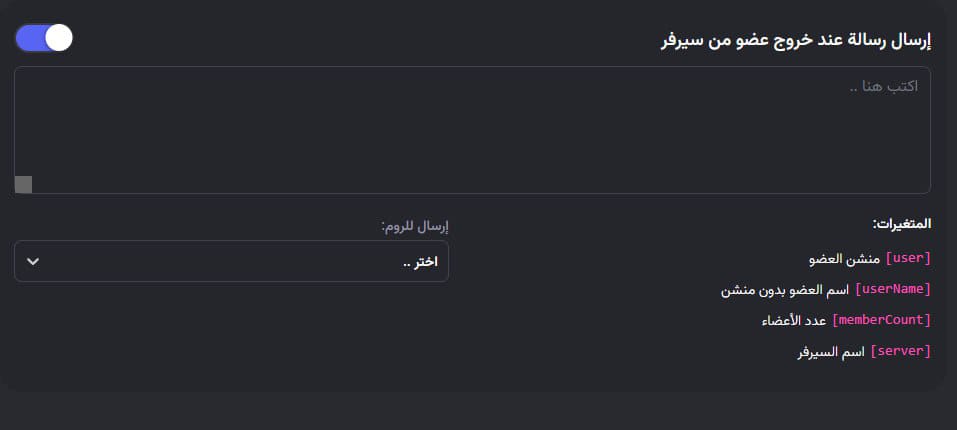 إرسال رسالة عند خروج عضو من سيرفر
اكتب هنا ..
المتغيرات:
[user] منشن العضو
[userName] اسم العضو بدون منشن
[memberCount] عدد الأعضاء
[server] اسم السيرفر
إرسال للروم:
اختر ..